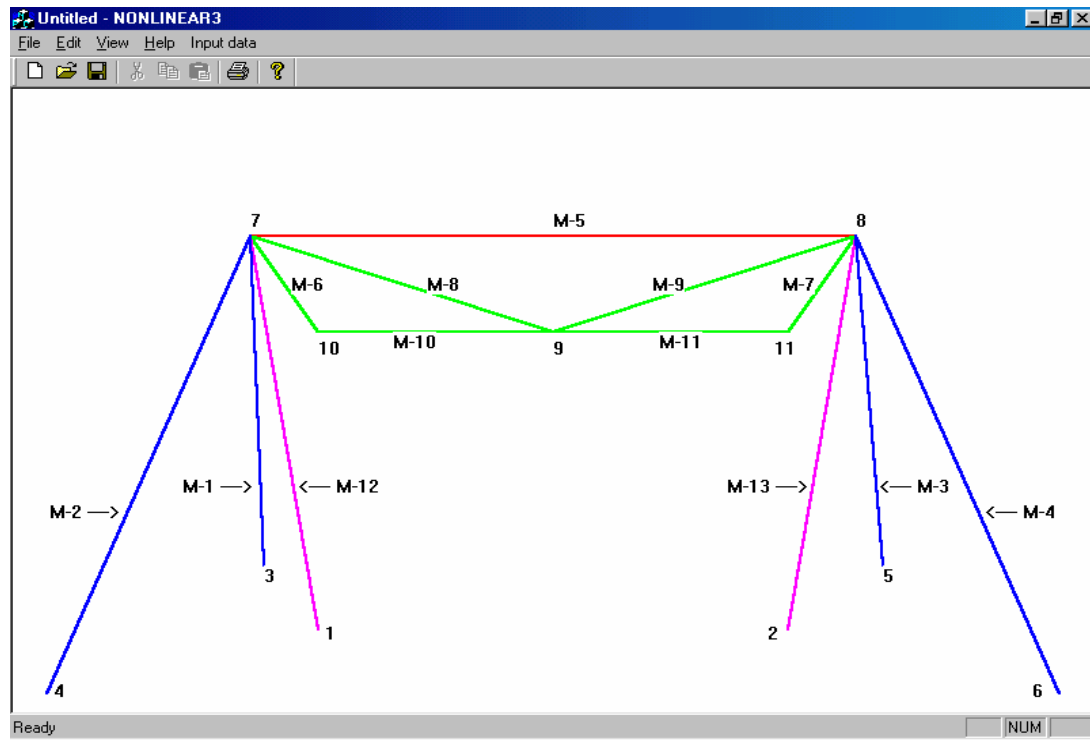 Untitled - NONLINEAR3
File Edit View Help Input data
7 M-5 8
M-6 M-8 M-9 M-7
10 M-10 9 M-11 11
M-1 M-12 M-13 M-3
M-2 M-4
3 5
1 2
4 6
Ready NUM